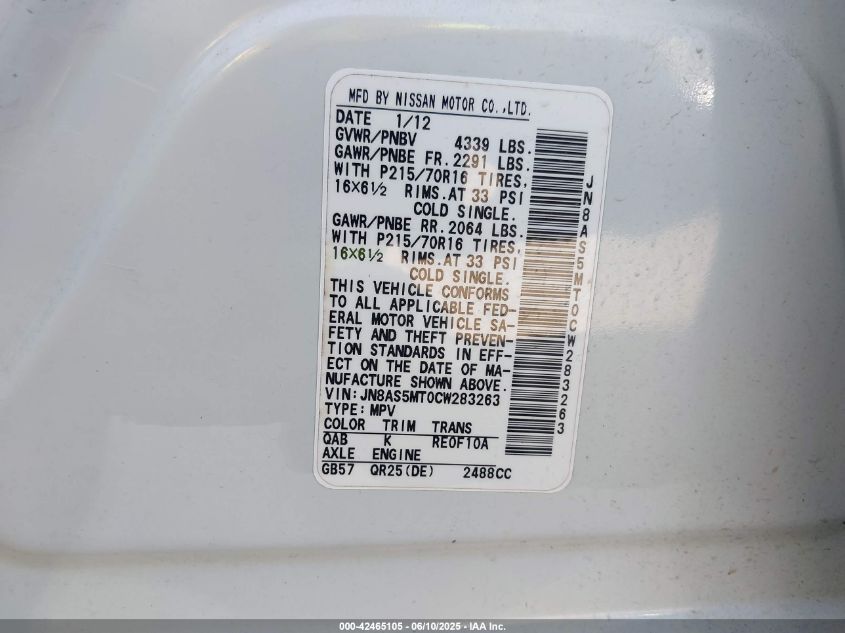 MFD BY NISSAN MOTOR CO.,LTD.
DATE 1/12
GVWR/PNBV 4339 LBS.
GAWR/PNBE FR. 2291 LBS.
WITH P215/70R16 TIRES,
16X6½ RIMS.AT 33 PSI
COLD SINGLE.
GAWR/PNBE RR. 2064 LBS.
WITH P215/70R16 TIRES,
16X6½ RIMS.AT 33 PSI
COLD SINGLE.
THIS VEHICLE CONFORMS
TO ALL APPLICABLE FED-
ERAL MOTOR VEHICLE SA-
FETY AND THEFT PREVEN-
TION STANDARDS IN EFF-
ECT ON THE DATE OF MA-
NUFACTURE SHOWN ABOVE.
VIN:JN8AS5MT0CW283263
TYPE:MPV
COLOR TRIM TRANS
QAB K RE0F10A
AXLE ENGINE
GB57 QR25(DE) 2488CC
JN8AS5MT0CW283263
000-42465105 - 06/10/2025 - IAA Inc.